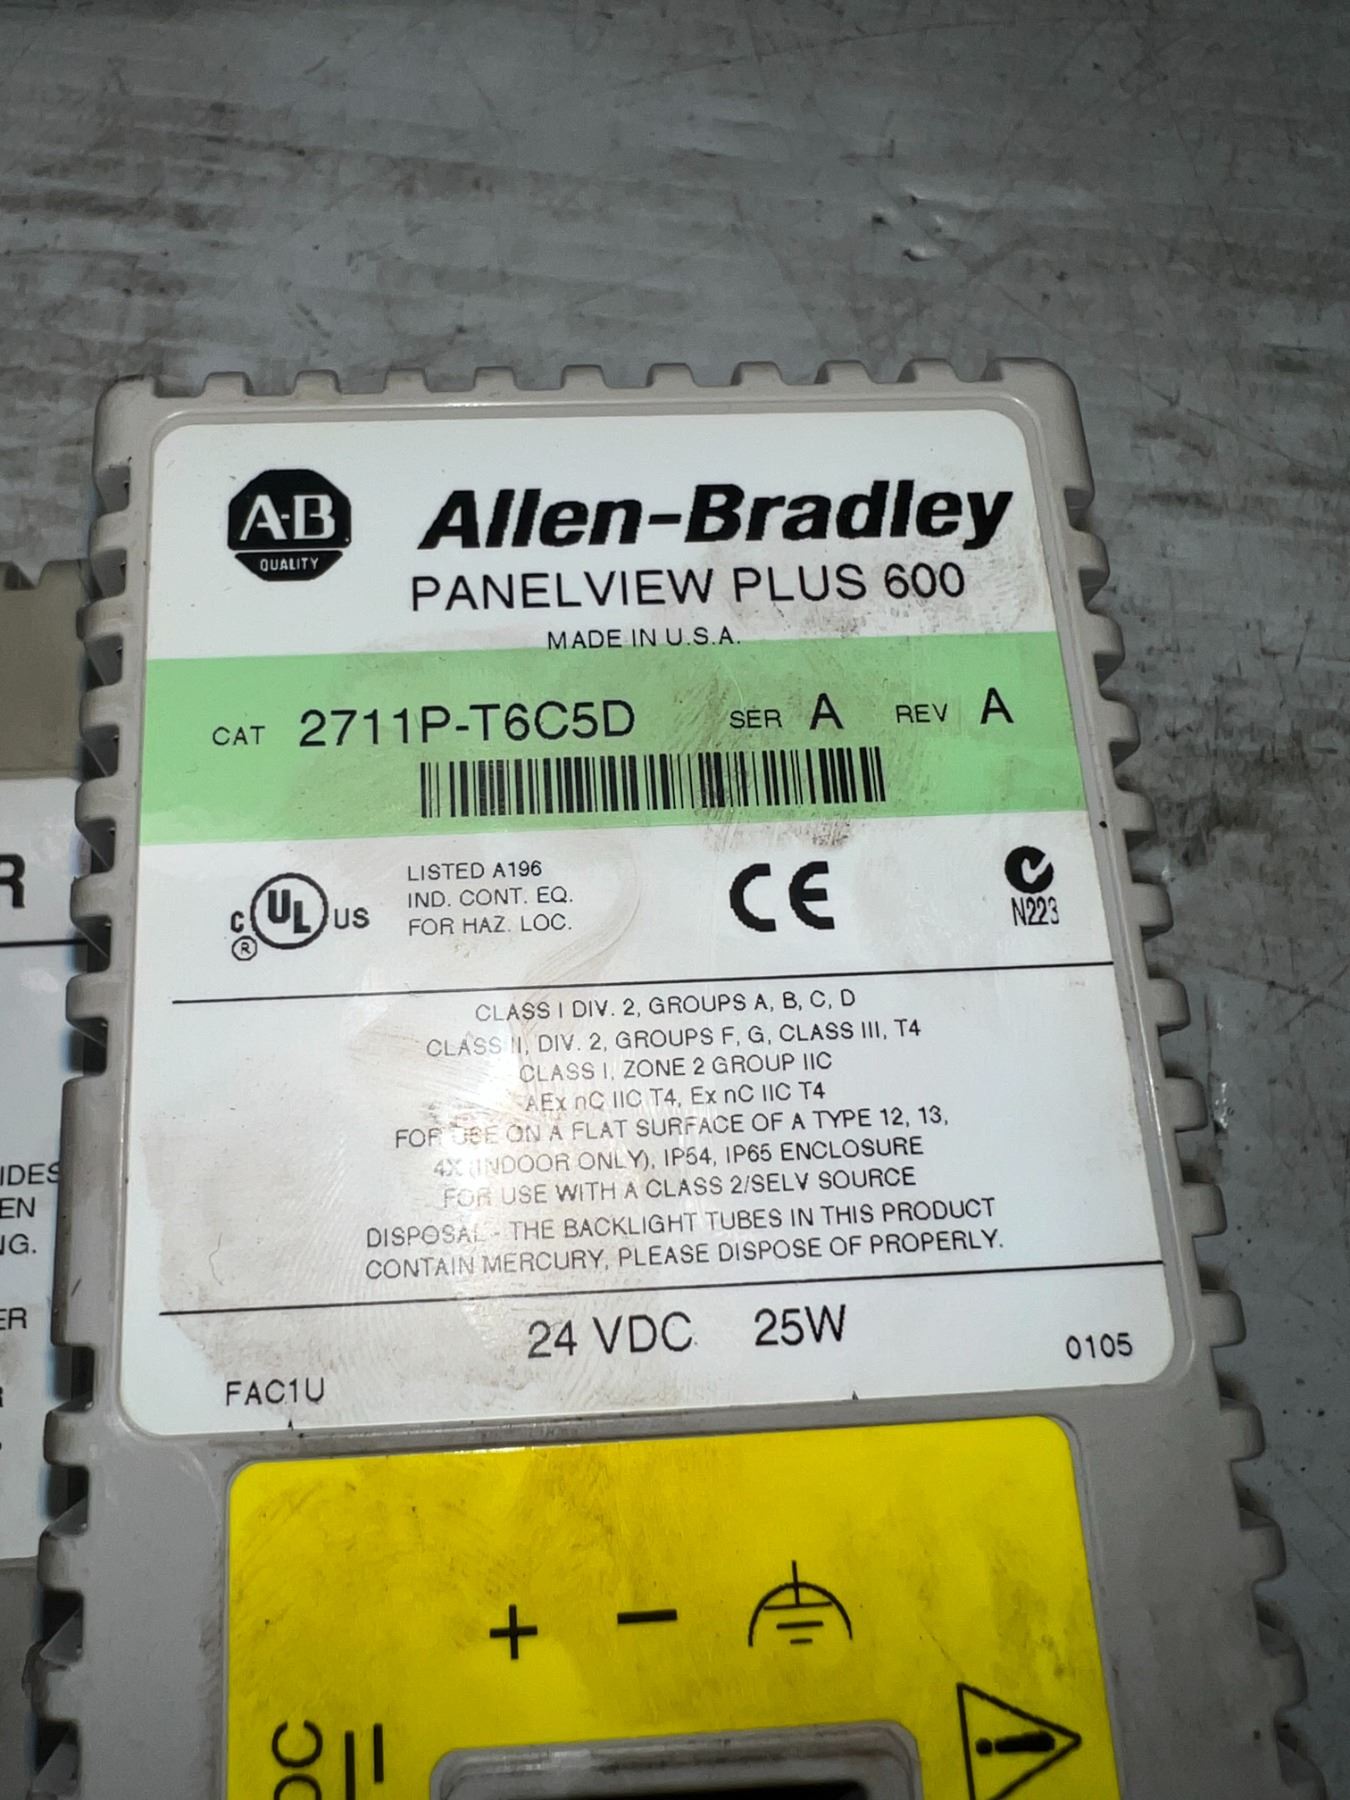 A-B
QUALITY
Allen-Bradley
PANELVIEW PLUS 600
MADE IN U.S.A.
CAT 2711P-T6C5D SER A REV A
C UL US
®
LISTED A196
IND. CONT. EQ.
FOR HAZ. LOC.
CE
N223
CLASS I DIV. 2, GROUPS A, B, C, D
CLASS II, DIV. 2, GROUPS F, G, CLASS III, T4
CLASS I, ZONE 2 GROUP IIC
AEx nC IIC T4, Ex nC IIC T4
FOR USE ON A FLAT SURFACE OF A TYPE 12, 13,
4X (INDOOR ONLY), IP54, IP65 ENCLOSURE
FOR USE WITH A CLASS 2/SELV SOURCE
DISPOSAL - THE BACKLIGHT TUBES IN THIS PRODUCT
CONTAIN MERCURY, PLEASE DISPOSE OF PROPERLY.
24 VDC 25W
FAC1U
0105
+ -